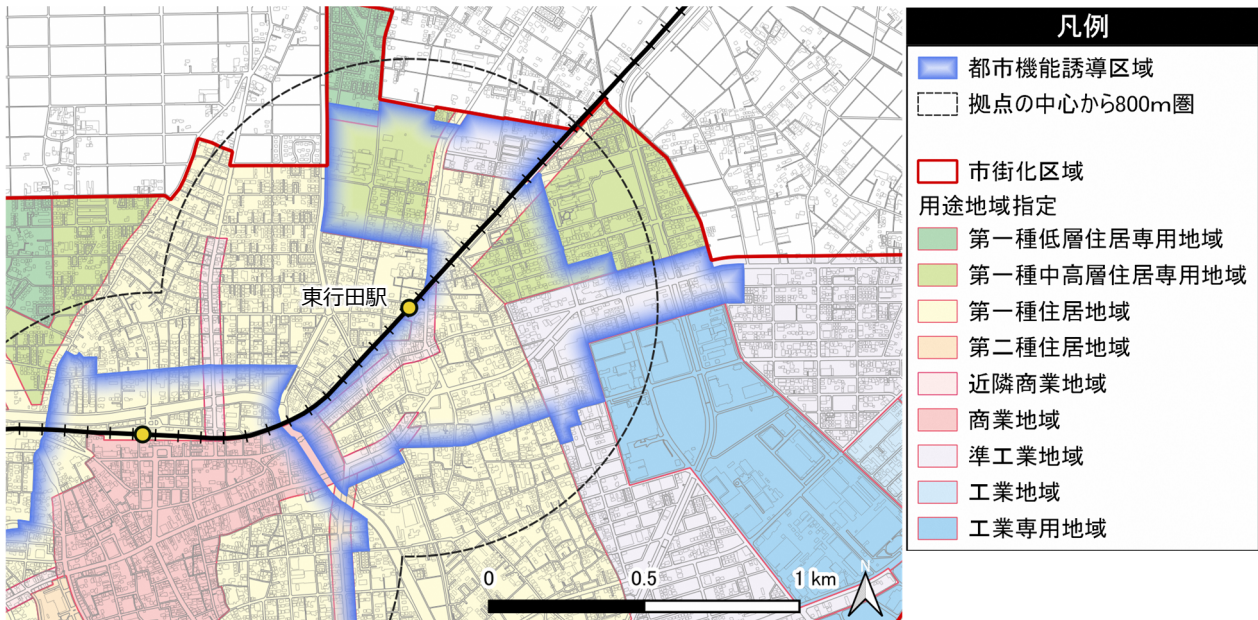 東行田駅
0 0.5 1 km
N
凡例
都市機能誘導区域
拠点の中心から800m圏
市街化区域
用途地域指定
第一種低層住居専用地域
第一種中高層住居専用地域
第一種住居地域
第二種住居地域
近隣商業地域
商業地域
準工業地域
工業地域
工業専用地域